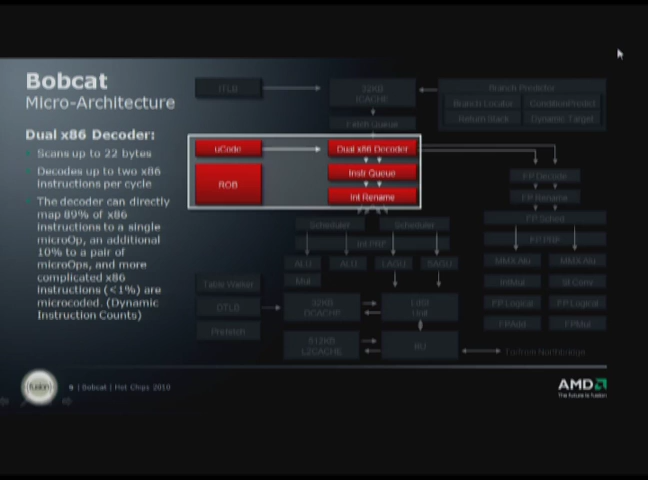 Bobcat
Micro-Architecture
Dual x86 Decoder:
Scans up to 22 bytes
Decodes up to two x86
instructions per cycle
The decoder can directly
map 89% of x86
instructions to a single
microOp, an additional
10% to a pair of
microOps, and more
complicated x86
instructions (<1%) are
microcoded. (Dynamic
Instruction Counts)
ITLB
32KB
ICACHE
Branch Predictor
Branch Locator
ConditionPredict
Return Stack
Dynamic Target
Fetch Queue
uCode
Dual x86 Decoder
ROB
Instr Queue
Int Rename
FP Decode
FP Rename
Scheduler
Scheduler
FP Sched
Int PRF
FP PRF
ALU
ALU
LAGU
SAGU
MMX Alu
MMX Alu
Mul
IntMul
St Conv
Table Walker
DTLB
Prefetch
32KB
DCACHE
Ld/St
Unit
FP Logical
FP Logical
FPAdd
FPMul
512KB
L2CACHE
BU
To/from Northbridge
fusion
9 | Bobcat | Hot Chips 2010
AMD
The future is fusion